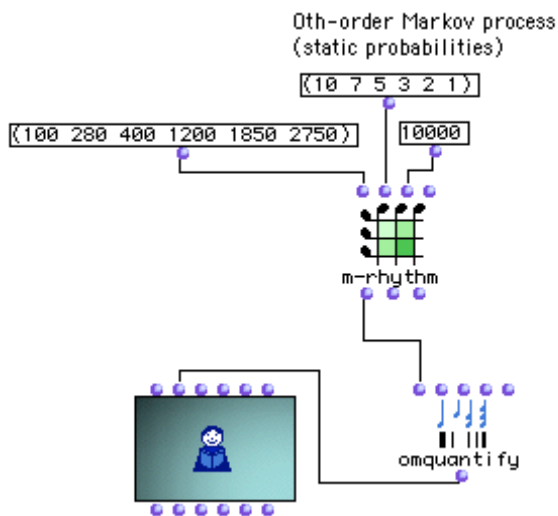 0th-order Markov process
(static probabilities)
(10 7 5 3 2 1)
(100 280 400 1200 1850 2750)
10000
m-rhythm
omquantify